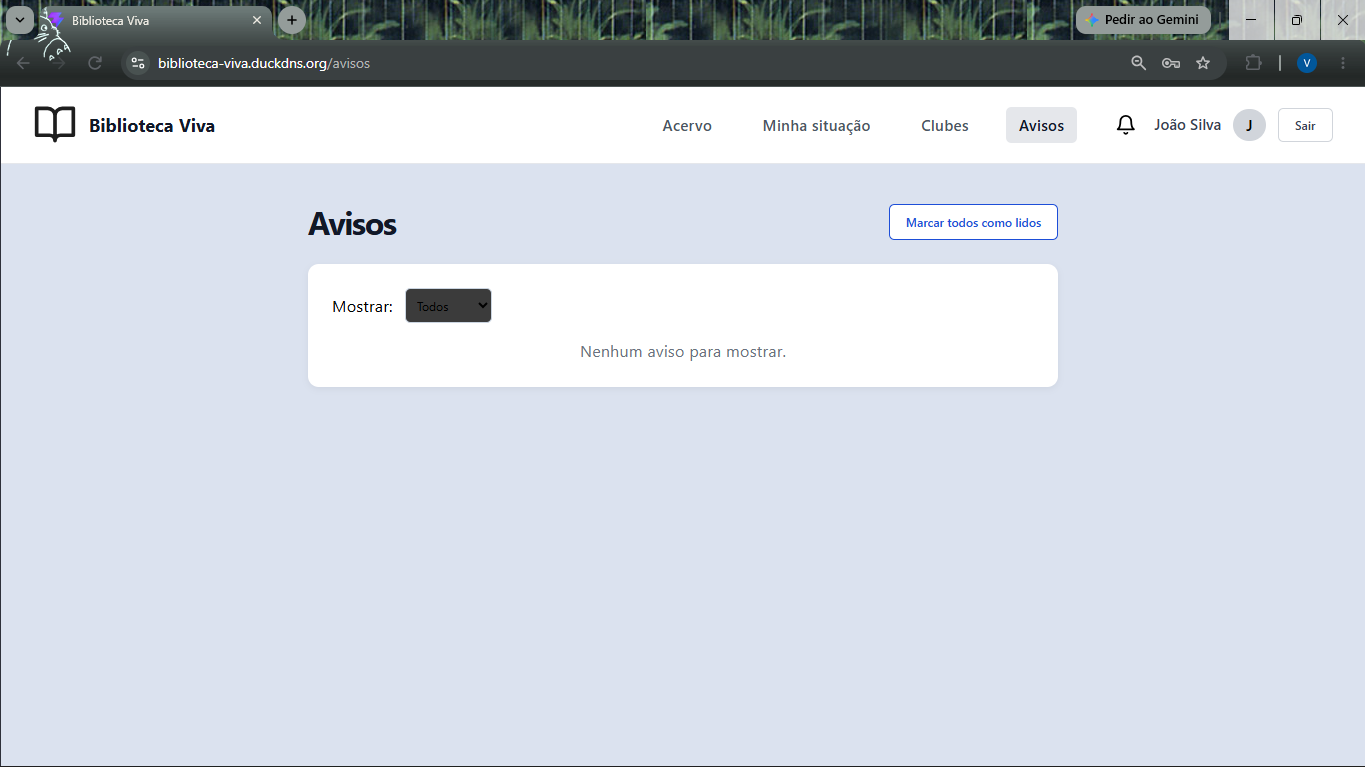 Biblioteca Viva
Pedir ao Gemini
biblioteca-viva.duckdns.org/avisos
V
Biblioteca Viva
Acervo
Minha situação
Clubes
Avisos
João Silva
J
Sair
Avisos
Marcar todos como lidos
Mostrar:
Todos
Nenhum aviso para mostrar.